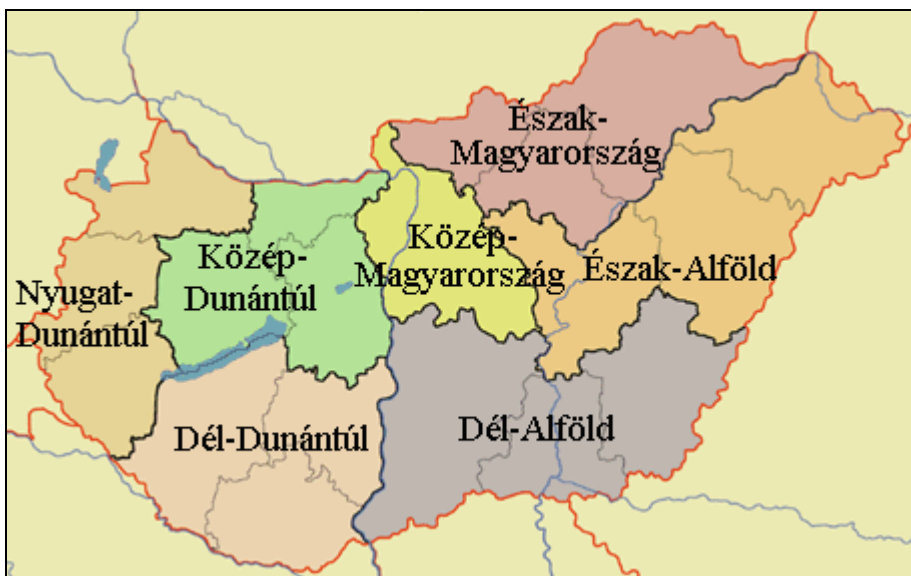 Észak-
Magyarország
Közép-
Magyarország
Észak-Alföld
Közép-
Dunántúl
Nyugat-
Dunántúl
Dél-Dunántúl
Dél-Alföld